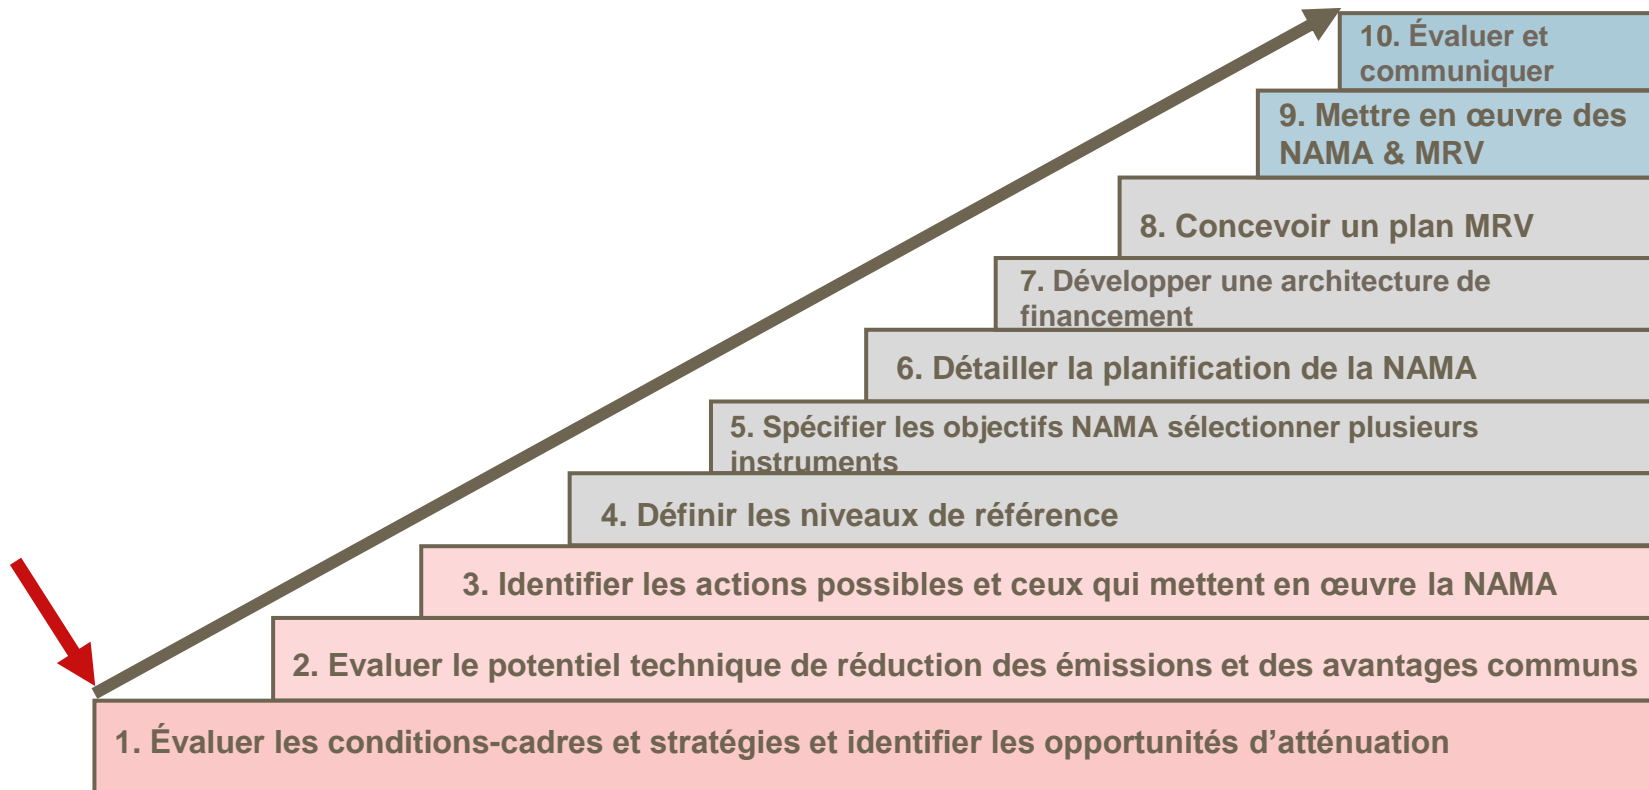 10. Évaluer et
communiquer
9. Mettre en œuvre des
NAMA & MRV
8. Concevoir un plan MRV
7. Développer une architecture de
financement
6. Détailler la planification de la NAMA
5. Spécifier les objectifs NAMA sélectionner plusieurs
instruments
4. Définir les niveaux de référence
3. Identifier les actions possibles et ceux qui mettent en œuvre la NAMA
2. Evaluer le potentiel technique de réduction des émissions et des avantages communs
1. Évaluer les conditions-cadres et stratégies et identifier les opportunités d’atténuation